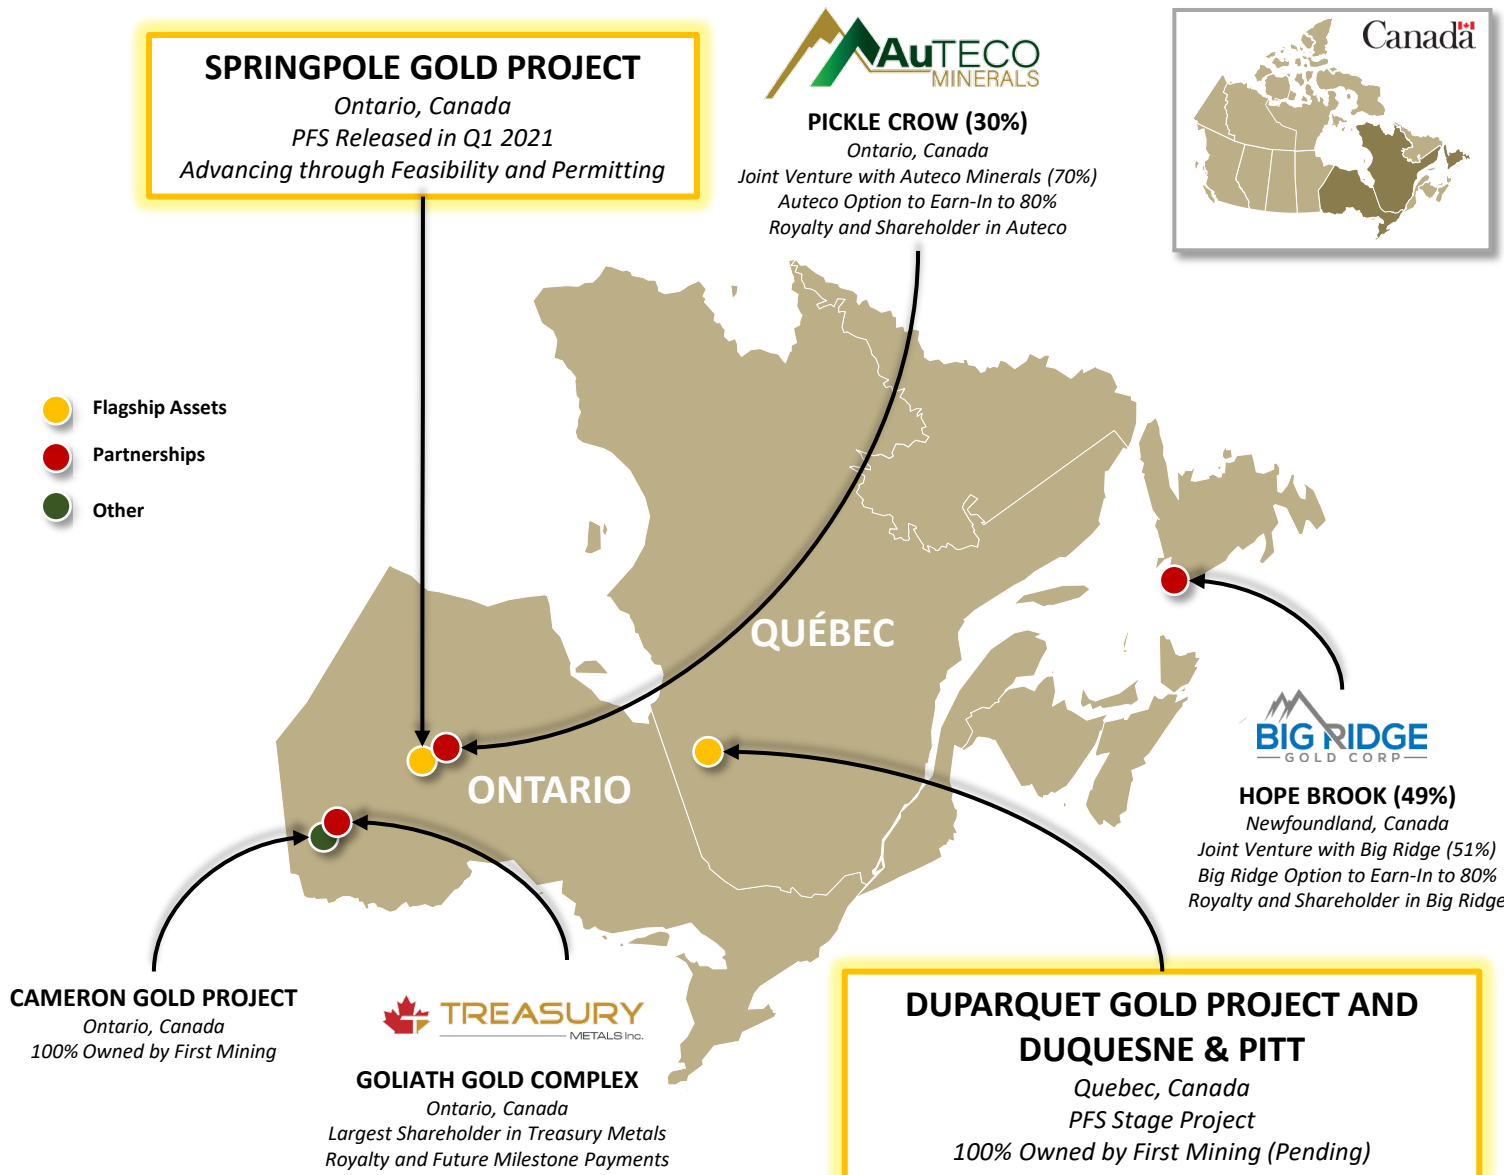 SPRINGPOLE GOLD PROJECT
Ontario, Canada
PFS Released in Q1 2021
Advancing through Feasibility and Permitting
AuTECO
MINERALS
PICKLE CROW (30%)
Ontario, Canada
Joint Venture with Auteco Minerals (70%)
Auteco Option to Earn-In to 80%
Royalty and Shareholder in Auteco
Canada
Flagship Assets
Partnerships
Other
QUÉBEC
ONTARIO
BIG RIDGE
GOLD CORP
HOPE BROOK (49%)
Newfoundland, Canada
Joint Venture with Big Ridge (51%)
Big Ridge Option to Earn-In to 80%
Royalty and Shareholder in Big Ridge
CAMERON GOLD PROJECT
Ontario, Canada
100% Owned by First Mining
TREASURY
METALS Inc.
GOLIATH GOLD COMPLEX
Ontario, Canada
Largest Shareholder in Treasury Metals
Royalty and Future Milestone Payments
DUPARQUET GOLD PROJECT AND
DUQUESNE & PITT
Quebec, Canada
PFS Stage Project
100% Owned by First Mining (Pending)